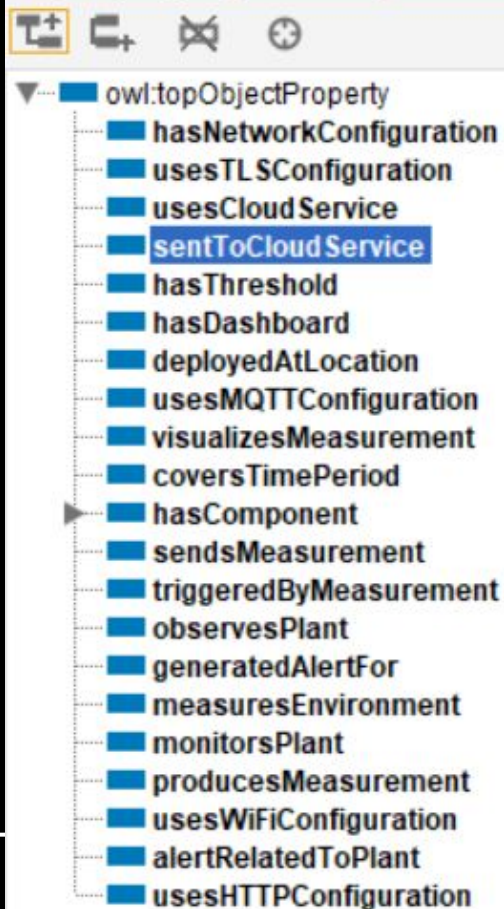 owl:topObjectProperty
hasNetworkConfiguration
usesTLSConfiguration
usesCloudService
sentToCloudService
hasThreshold
hasDashboard
deployedAtLocation
usesMQTTConfiguration
visualizesMeasurement
coversTimePeriod
hasComponent
sendsMeasurement
triggeredByMeasurement
observesPlant
generatedAlertFor
measuresEnvironment
monitorsPlant
producesMeasurement
usesWiFiConfiguration
alertRelatedToPlant
usesHTTPConfiguration